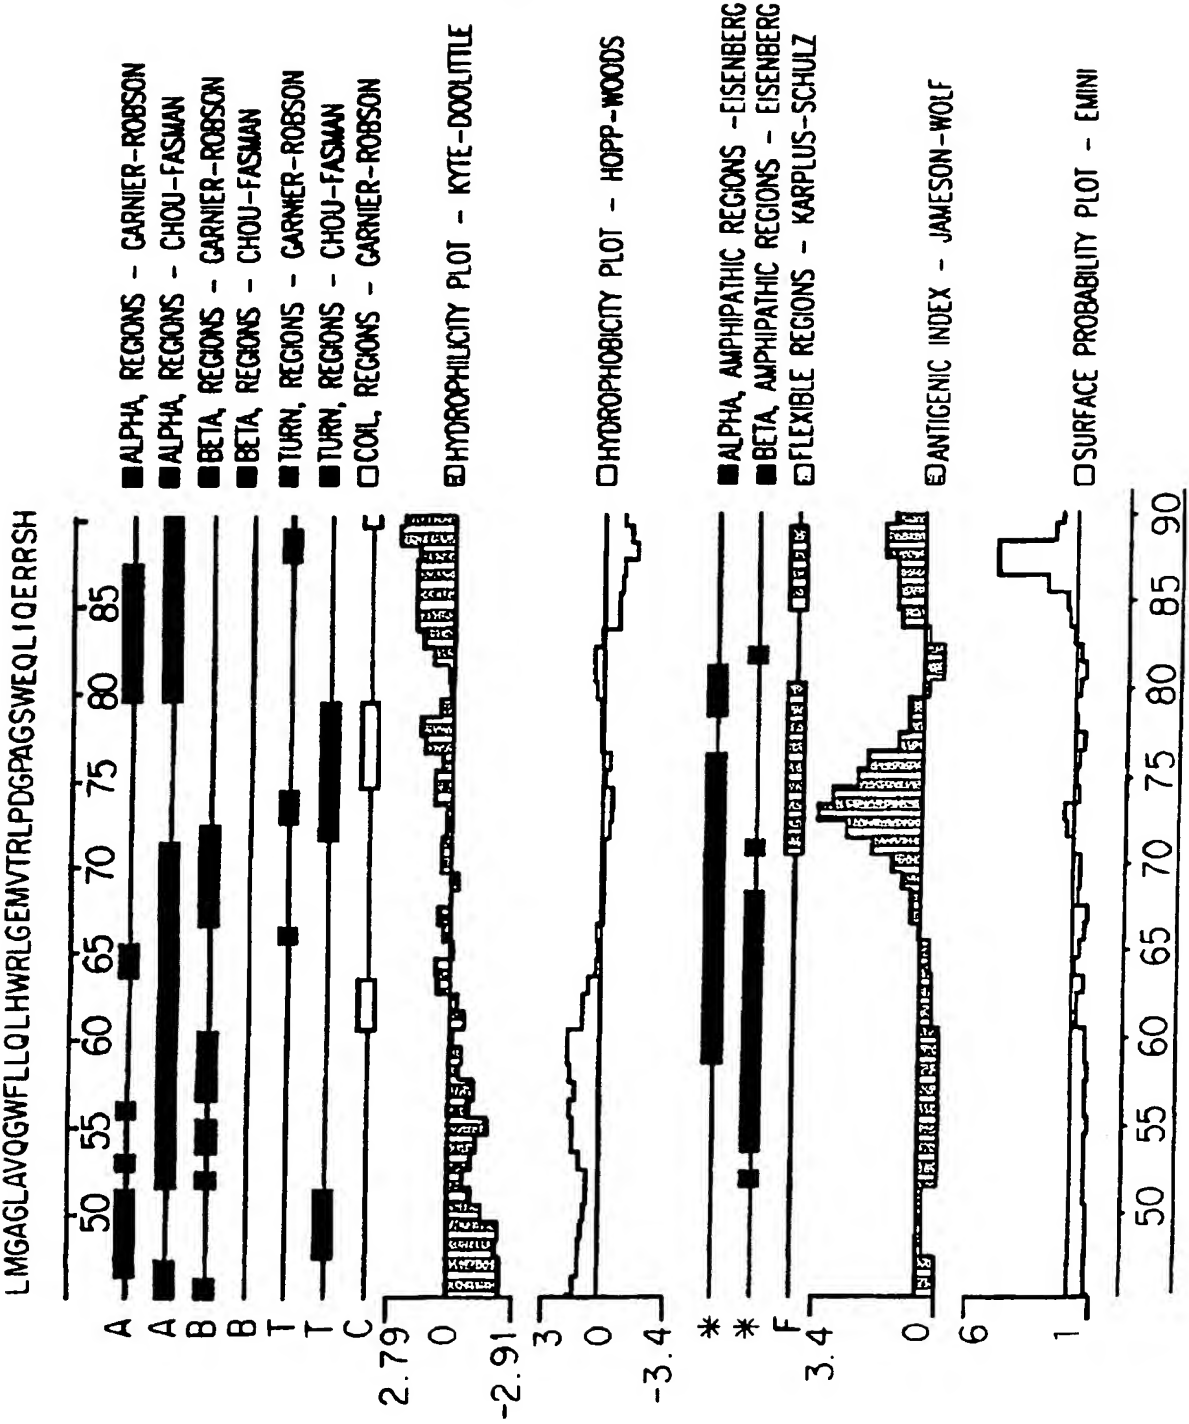 LMGAGLAVQGWFLLQLHWRLGEMVTRLPDGPAGSWEQLIQERRSH
50 55 60 65 70 75 80 85
A ALPHA, REGIONS - GARNIER-ROBSON
A ALPHA, REGIONS - CHOU-FASMAN
B BETA, REGIONS - GARNIER-ROBSON
B BETA, REGIONS - CHOU-FASMAN
T TURN, REGIONS - GARNIER-ROBSON
T TURN, REGIONS - CHOU-FASMAN
C COIL, REGIONS - GARNIER-ROBSON
2.79
0 HYDROPHILICITY PLOT - KYTE-DOOLITTLE
-2.91
3
0 HYDROPHOBICITY PLOT - HOPP-WOODS
-3.4
* ALPHA, AMPHIPATHIC REGIONS -EISENBERG
* BETA, AMPHIPATHIC REGIONS - EISENBERG
F FLEXIBLE REGIONS - KARPLUS-SCHULZ
3.4
0 ANTIGENIC INDEX - JAMESON-WOLF
6
1 SURFACE PROBABILITY PLOT - EMINI
50 55 60 65 70 75 80 85 90